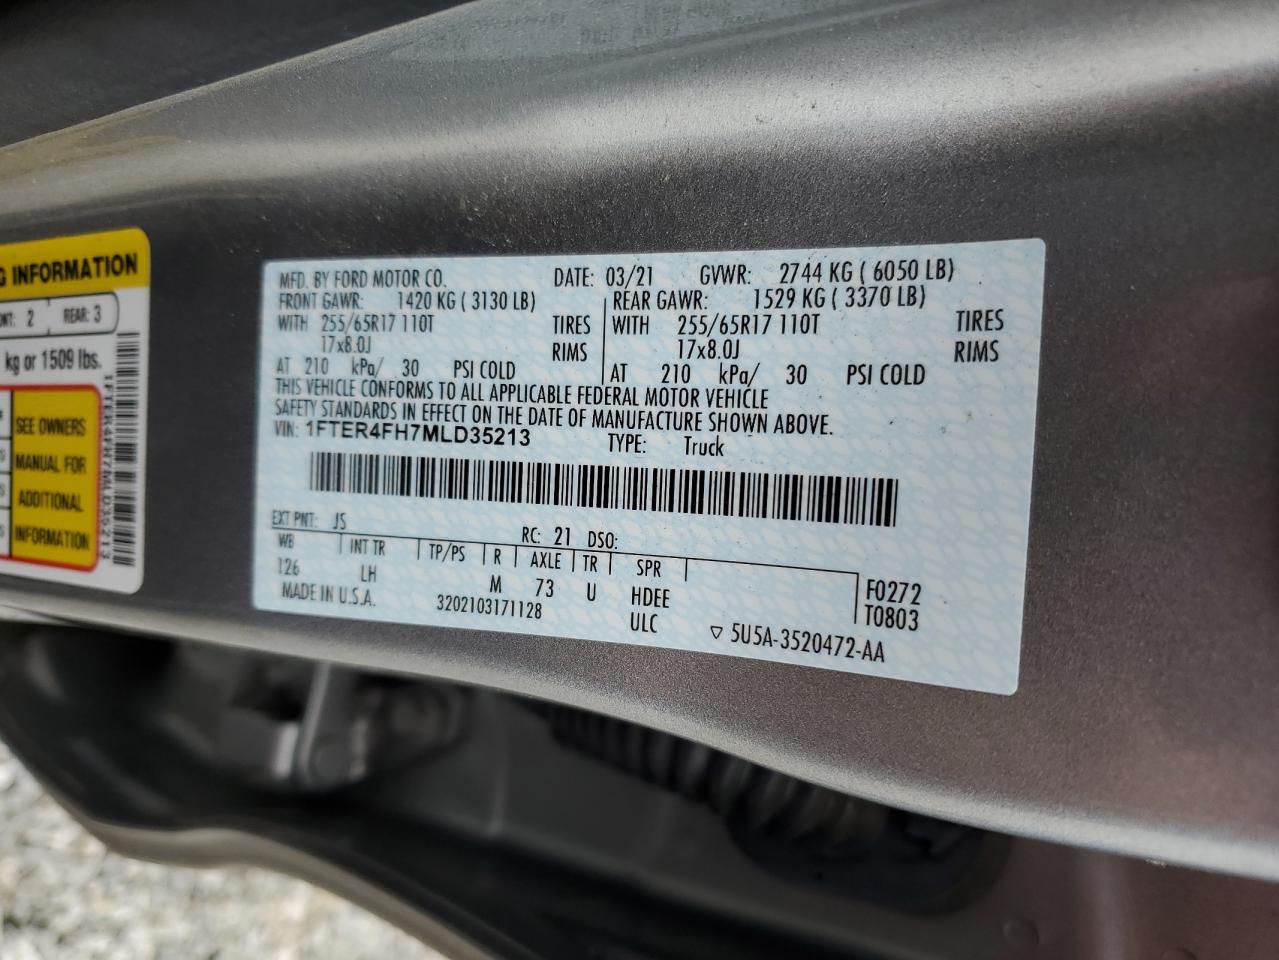 G INFORMATION
NT: 2 REAR: 3
kg or 1509 lbs.
SEE OWNERS
MANUAL FOR
ADDITIONAL
INFORMATION
1FTER4FH7MLD35213
MFD. BY FORD MOTOR CO. DATE: 03/21 GVWR: 2744 KG ( 6050 LB)
FRONT GAWR: 1420 KG ( 3130 LB) REAR GAWR: 1529 KG ( 3370 LB)
WITH 255/65R17 110T TIRES WITH 255/65R17 110T TIRES
17x8.0J RIMS 17x8.0J RIMS
AT 210 kPa/ 30 PSI COLD AT 210 kPa/ 30 PSI COLD
THIS VEHICLE CONFORMS TO ALL APPLICABLE FEDERAL MOTOR VEHICLE
SAFETY STANDARDS IN EFFECT ON THE DATE OF MANUFACTURE SHOWN ABOVE.
VIN: 1FTER4FH7MLD35213 TYPE: Truck
EXT PNT: JS RC: 21 DSO:
WB INT TR TP/PS R AXLE TR SPR
126 LH M 73 U HDEE F0272
MADE IN U.S.A. 3202103171128 ULC T0803
▽ 5U5A-3520472-AA